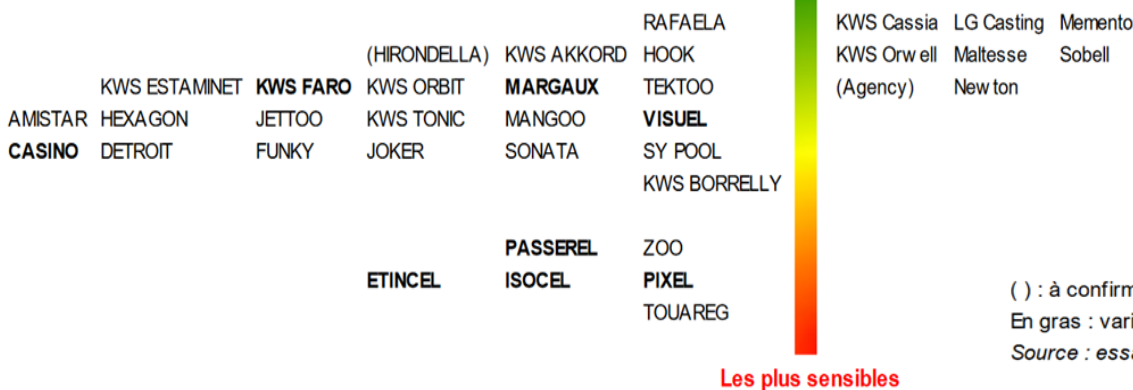 RAFAELA KWS Cassia LG Casting Memento
(HIRONDELLA) KWS AKKORD HOOK KWS Orwell Maltesse Sobell
KWS ESTAMINET KWS FARO KWS ORBIT MARGAUX TEKTOO (Agency) Newton
AMISTAR HEXAGON JETTOO KWS TONIC MANGOO VISUEL
CASINO DETROIT FUNKY JOKER SONATA SY POOL
KWS BORRELLY
PASSEREL ZOO
ETINCEL ISOCEL PIXEL
TOUAREG
( ) : à confirm
En gras : vari
Source : essa
Les plus sensibles